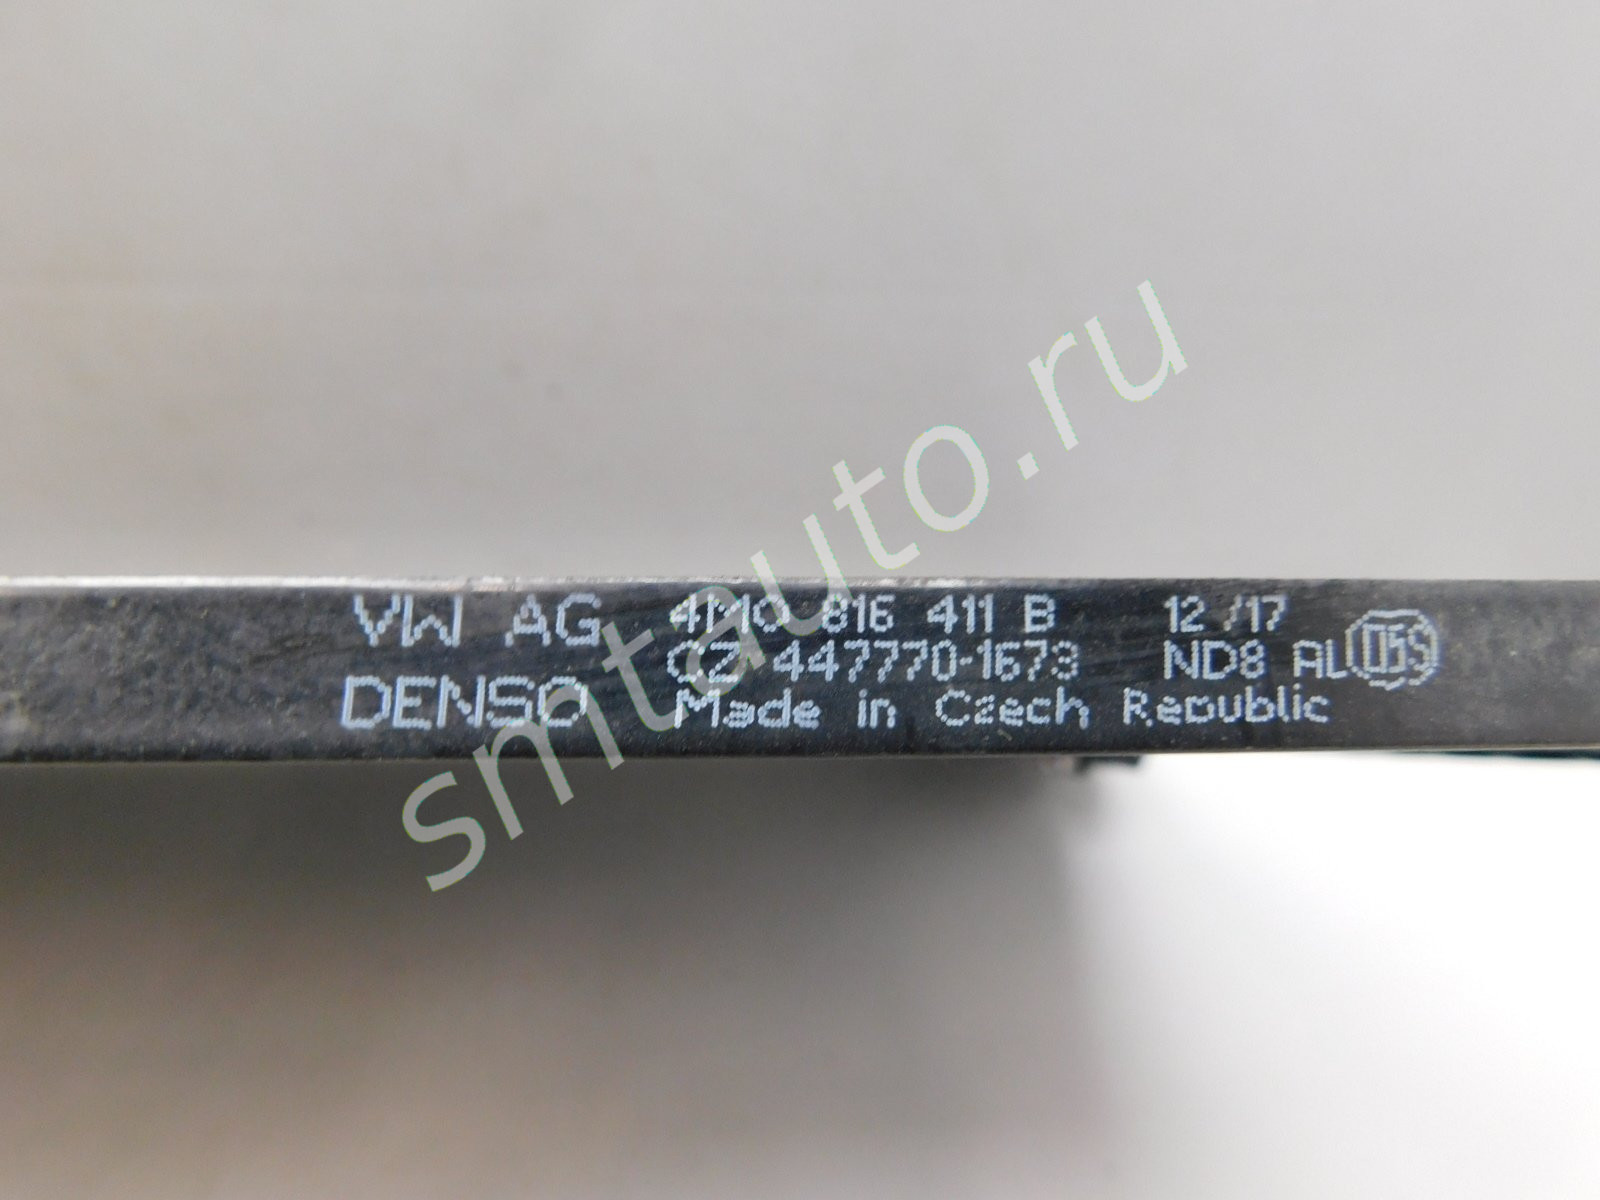 VW AG 4M0 816 411 B 12/17
CZ 447770-1673 ND8 AL
DENSO Made in Czech Republic
smtauto.ru